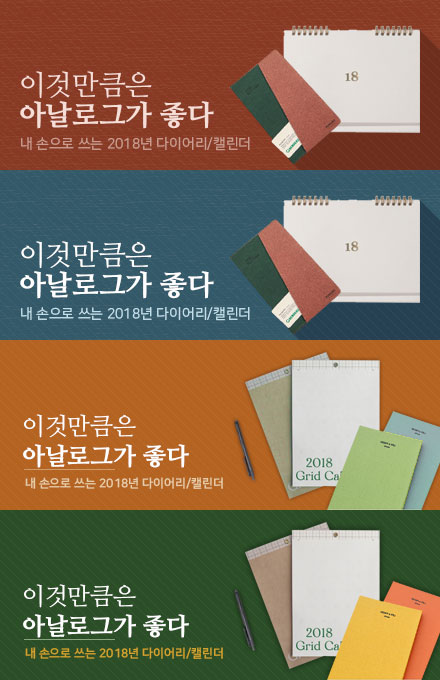 이것만큼은
아날로그가 좋다
내 손으로 쓰는 2018년 다이어리/캘린더
18
이것만큼은
아날로그가 좋다
내 손으로 쓰는 2018년 다이어리/캘린더
18
이것만큼은
아날로그가 좋다
내 손으로 쓰는 2018년 다이어리/캘린더
2018
Grid Cal
이것만큼은
아날로그가 좋다
내 손으로 쓰는 2018년 다이어리/캘린더
2018
Grid Cal